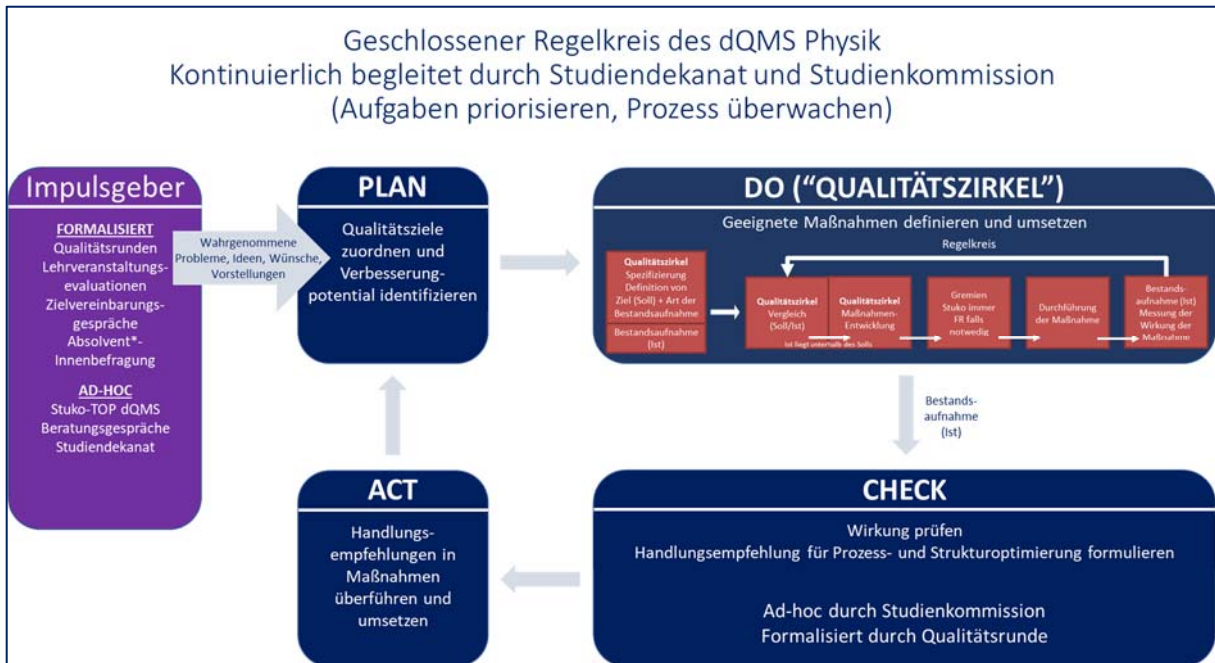 Geschlossener Regelkreis des dQMS Physik
Kontinuierlich begleitet durch Studiendekanat und Studienkommission
(Aufgaben priorisieren, Prozess überwachen)
Impulsgeber
FORMALISIERT
Qualitätsrunden
Lehrveranstaltungs-
evaluationen
Zielvereinbarungs-
gespräche
Absolvent*-
Innenbefragung
AD-HOC
Stuko-TOP dQMS
Beratungsgespräche
Studiendekanat
Wahrgenommene
Probleme, Ideen, Wünsche,
Vorstellungen
PLAN
Qualitätsziele
zuordnen und
Verbesserung-
potential identifizieren
DO ("QUALITÄTSZIRKEL")
Geeignete Maßnahmen definieren und umsetzen
Regelkreis
Qualitätszirkel
Spezifizierung
Definition von
Ziel (Soll) + Art der
Bestandsaufnahme
Bestandsaufnahme
(Ist)
Qualitätszirkel
Vergleich
(Soll/Ist)
Qualitätszirkel
Maßnahmen-
Entwicklung
Ist liegt unterhalb des Solls
Gremien
Stuko immer
FR falls
notwedig
Durchführung
der Maßnahme
Bestands-
aufnahme (Ist)
Messung der
Wirkung der
Maßnahme
Bestands-
aufnahme
(Ist)
CHECK
Wirkung prüfen
Handlungsempfehlung für Prozess- und Strukturoptimierung formulieren
Ad-hoc durch Studienkommission
Formalisiert durch Qualitätsrunde
ACT
Handlungs-
empfehlungen in
Maßnahmen
überführen und
umsetzen